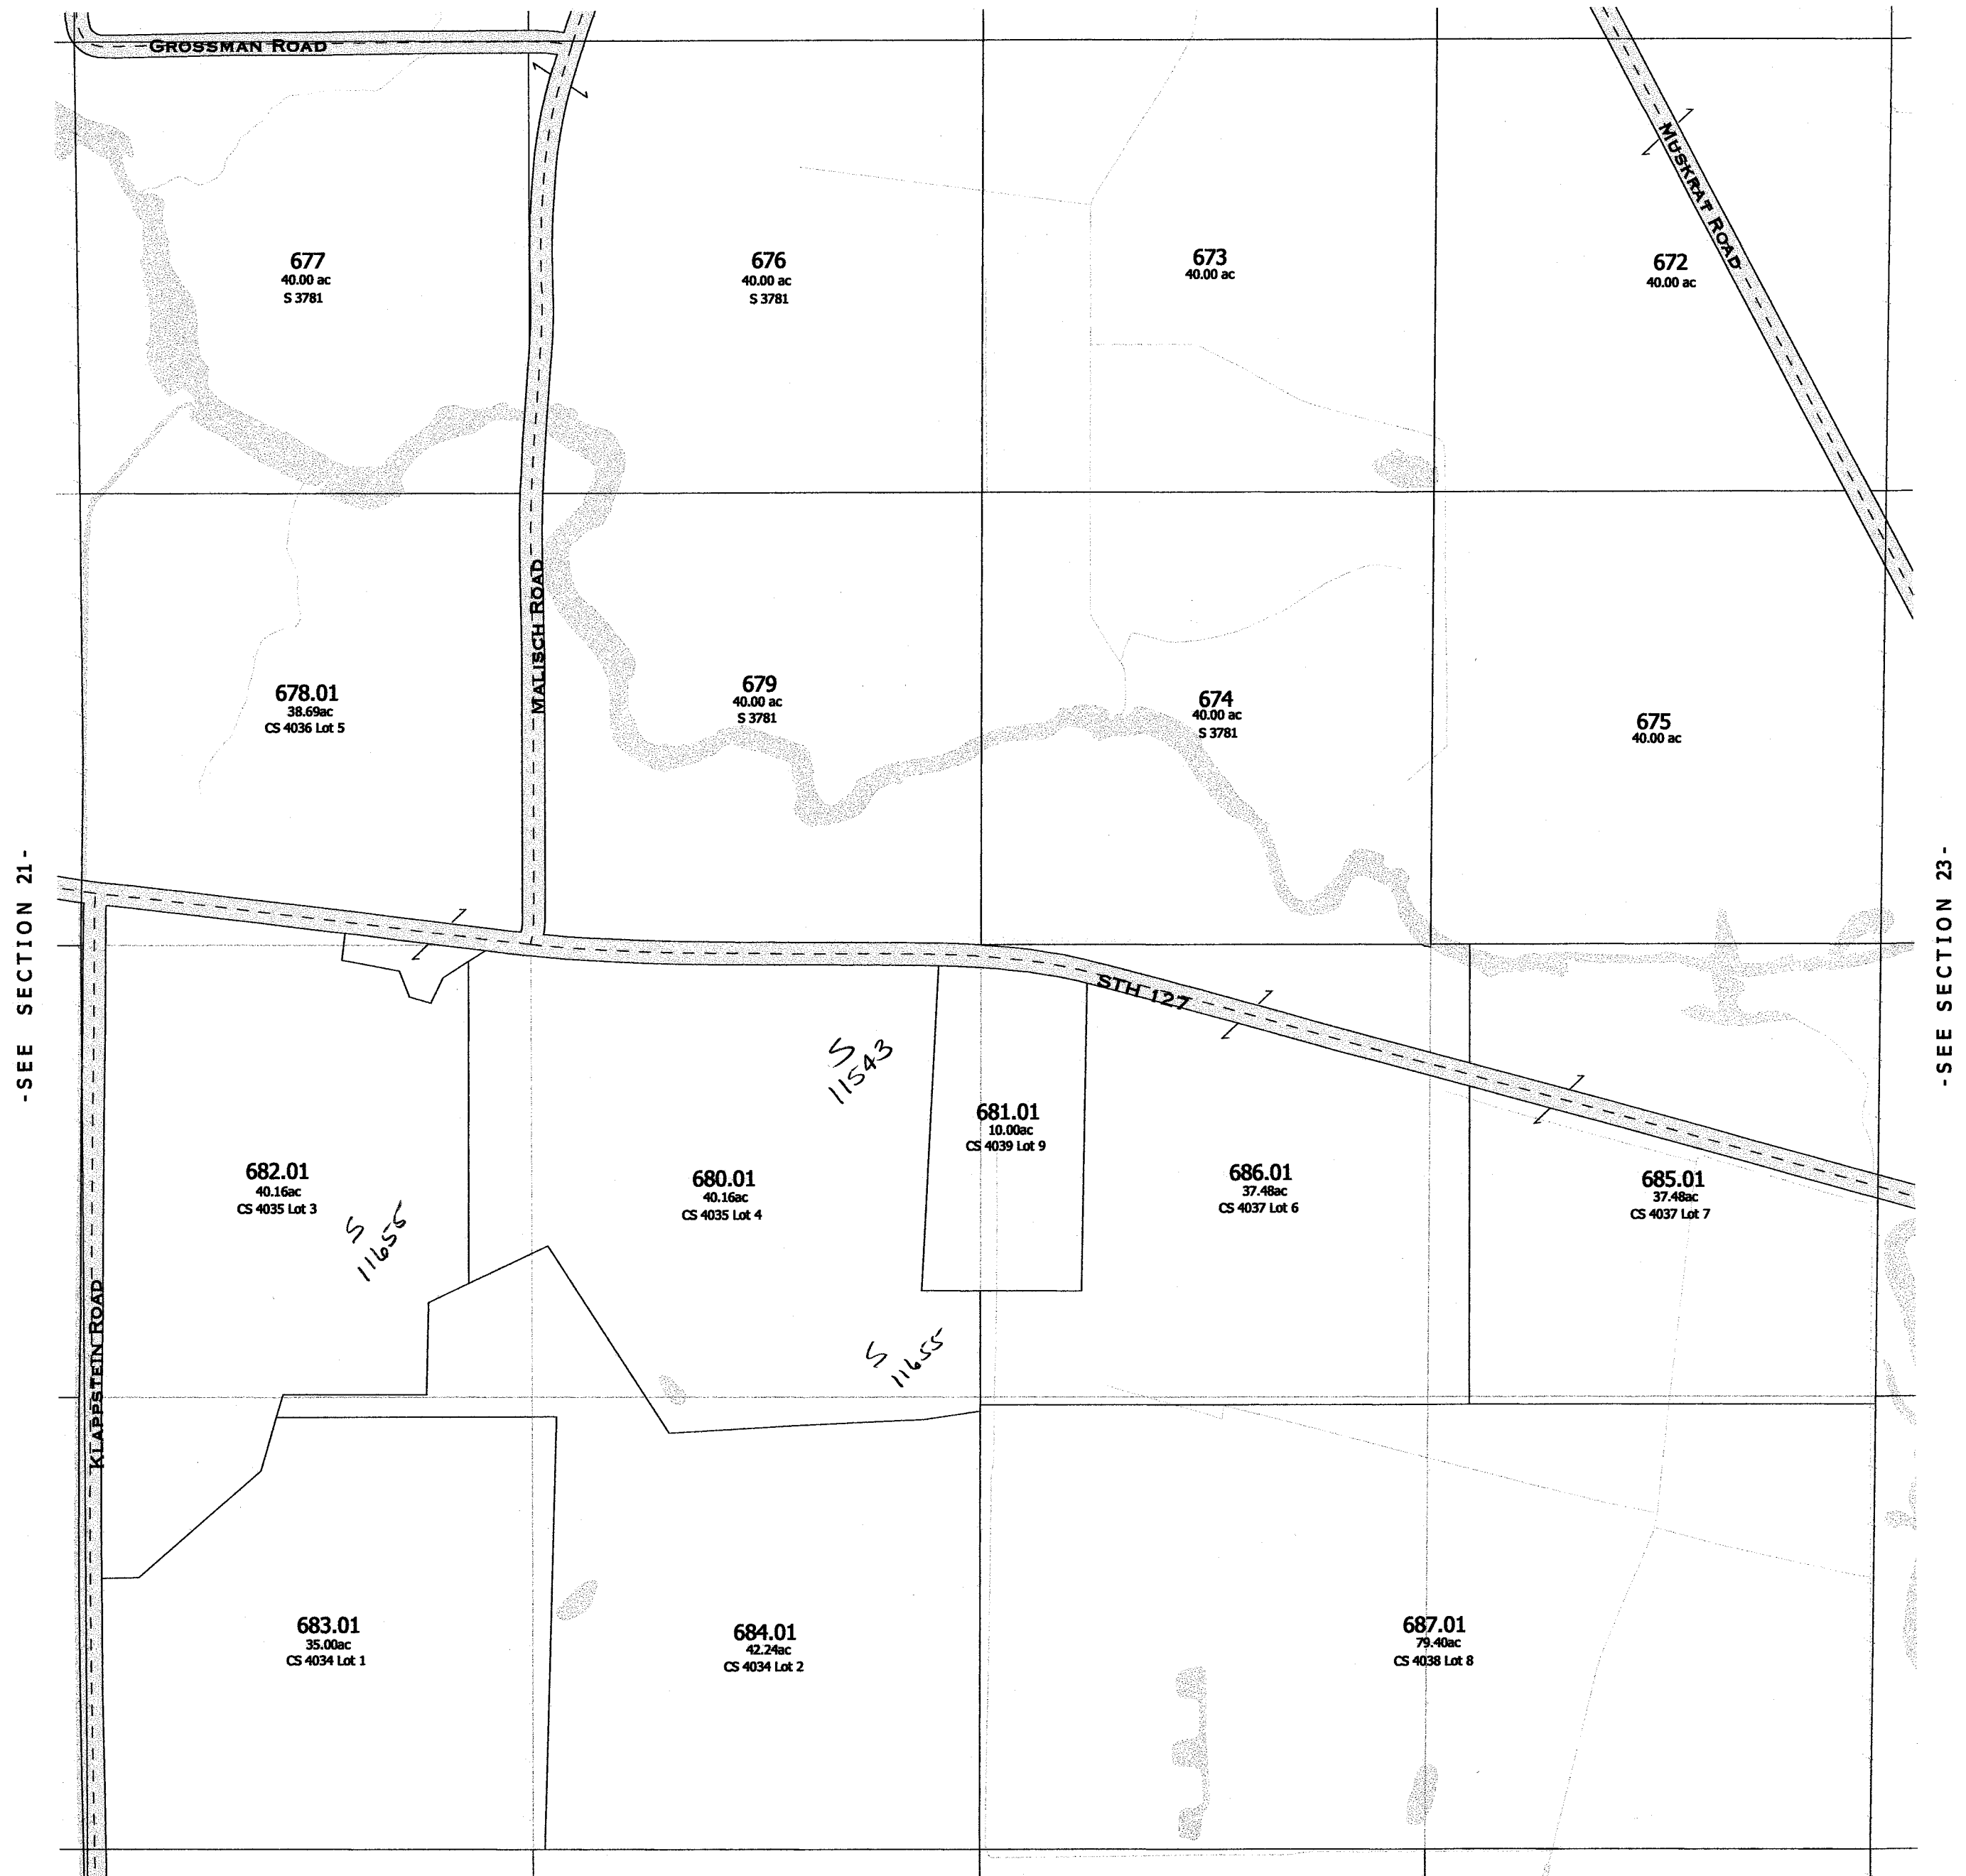 GROSSMAN ROAD
MUSKRAT ROAD
677
40.00 ac
S 3781
676
40.00 ac
S 3781
673
40.00 ac
672
40.00 ac
MALISCH ROAD
678.01
38.69ac
CS 4036 Lot 5
679
40.00 ac
S 3781
674
40.00 ac
S 3781
675
40.00 ac
-SEE SECTION 21-
-SEE SECTION 23-
STH 127
S
11543
681.01
10.00ac
CS 4039 Lot 9
682.01
40.16ac
CS 4035 Lot 3
S
11655
680.01
40.16ac
CS 4035 Lot 4
686.01
37.48ac
CS 4037 Lot 6
685.01
37.48ac
CS 4037 Lot 7
KLAPPSTEIN ROAD
S
11655
683.01
35.00ac
CS 4034 Lot 1
684.01
42.24ac
CS 4034 Lot 2
687.01
79.40ac
CS 4038 Lot 8